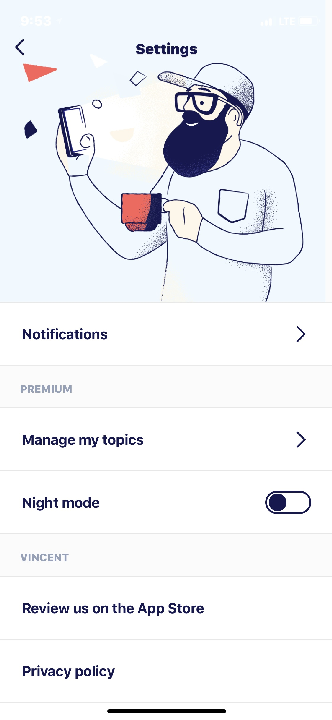 9:53
LTE
Settings
Notifications
PREMIUM
Manage my topics
Night mode
VINCENT
Review us on the App Store
Privacy policy